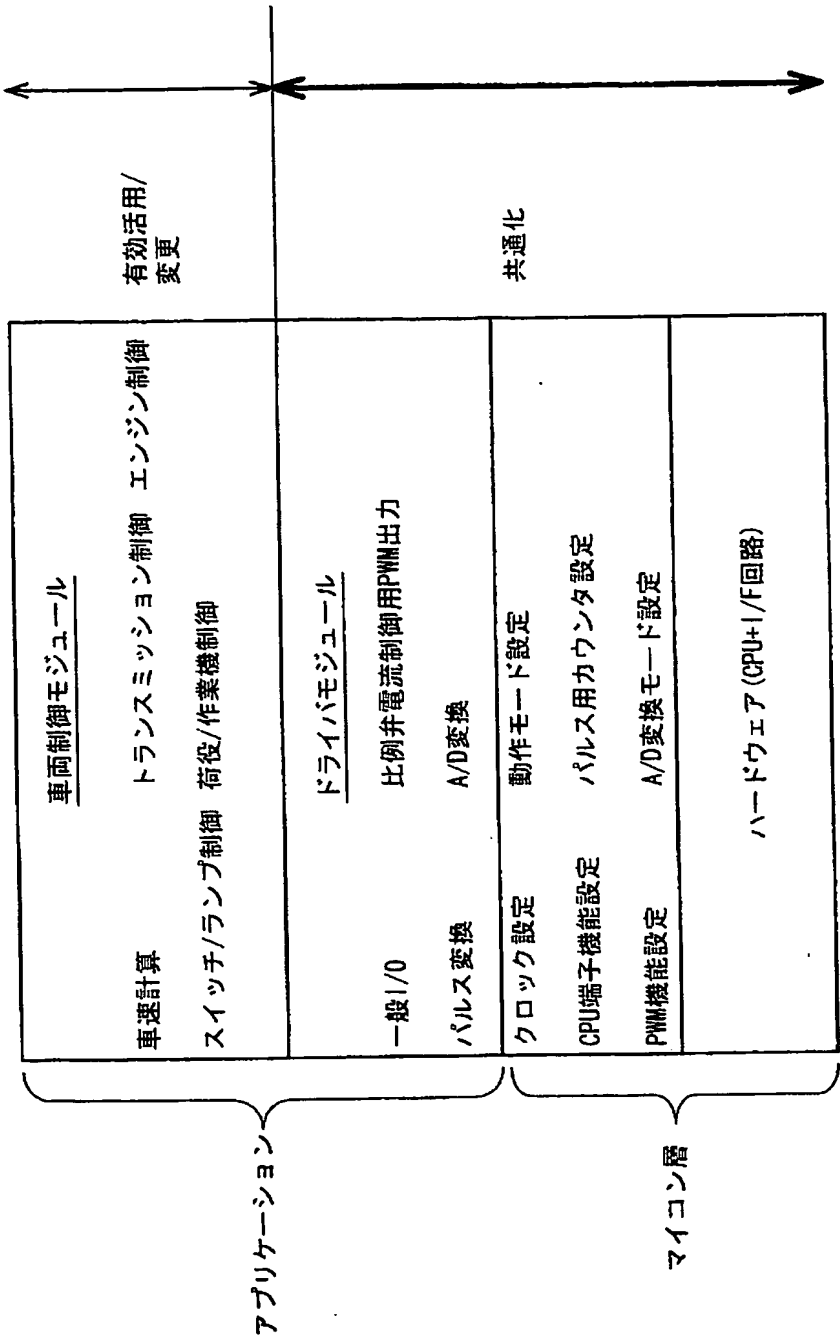 車両制御モジュール
車速計算 トランスミッション制御 エンジン制御
スイッチ/ランプ制御 荷役/作業機制御
ドライバモジュール
一般I/O 比例弁電流制御用PWM出力
パルス変換 A/D変換
クロック設定 動作モード設定
CPU端子機能設定 パルス用カウンタ設定
PWM機能設定 A/D変換モード設定
ハードウェア(CPU+I/F回路)
アプリケーション
マイコン層
有効活用/
変更
共通化